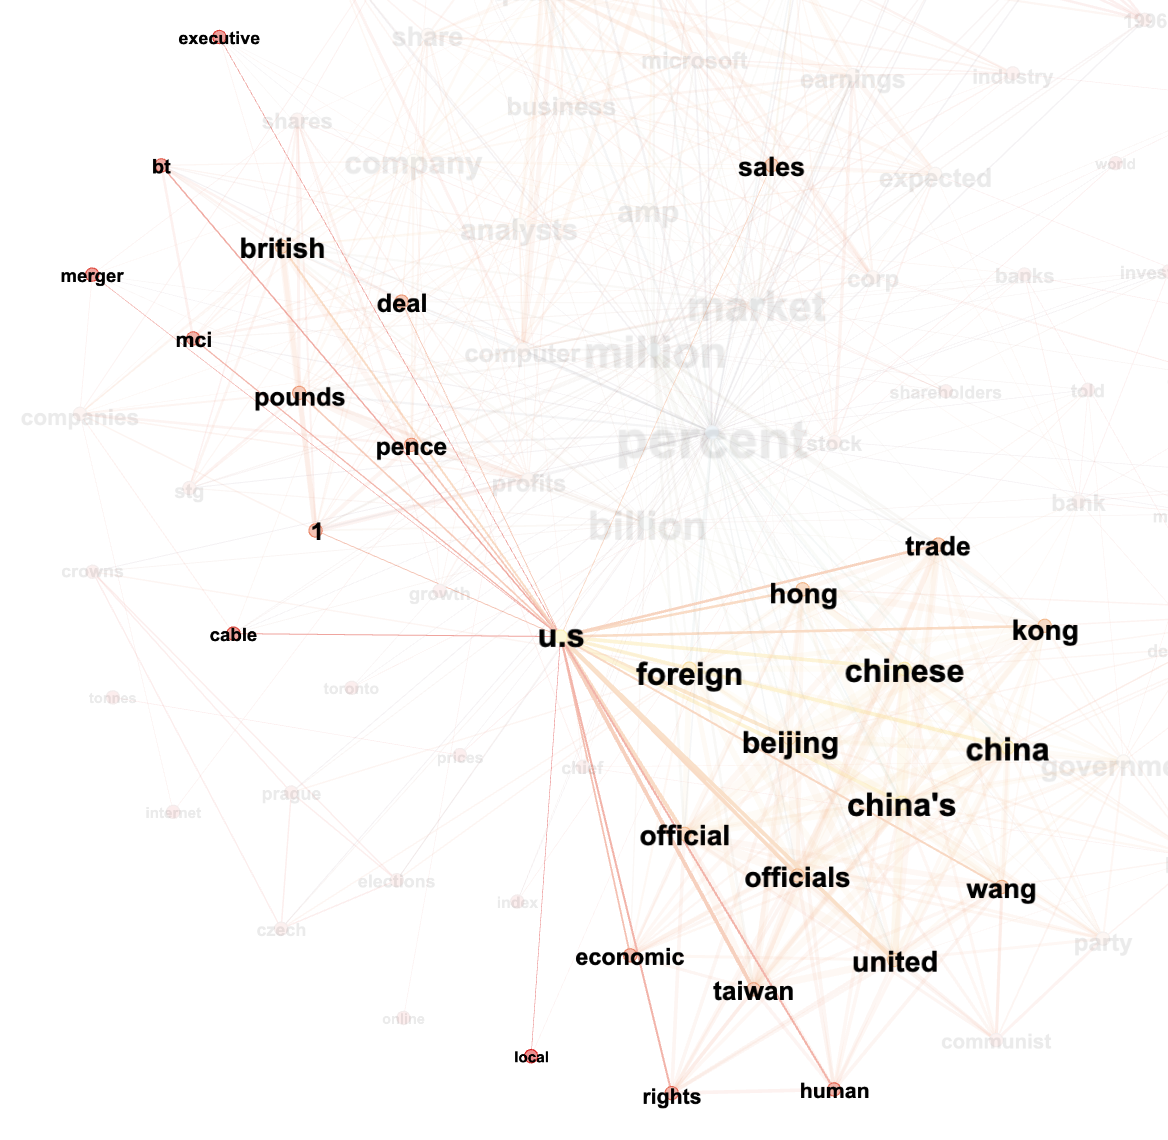 1996
executive
share
microsoft
earnings
industry
business
shares
company
bt
sales
world
expected
amp
analysts
british
merger
deal
corp
banks
market
mci
computer
million
pounds
shareholders
told
companies
percent
stock
pence
profits
stg
bank
billion
1
trade
crowns
growth
hong
cable
u.s
kong
foreign
chinese
toronto
tonnes
beijing
china
prices
chief
prague
china's
internet
official
officials
elections
wang
index
czech
party
economic
united
taiwan
online
communist
local
rights
human